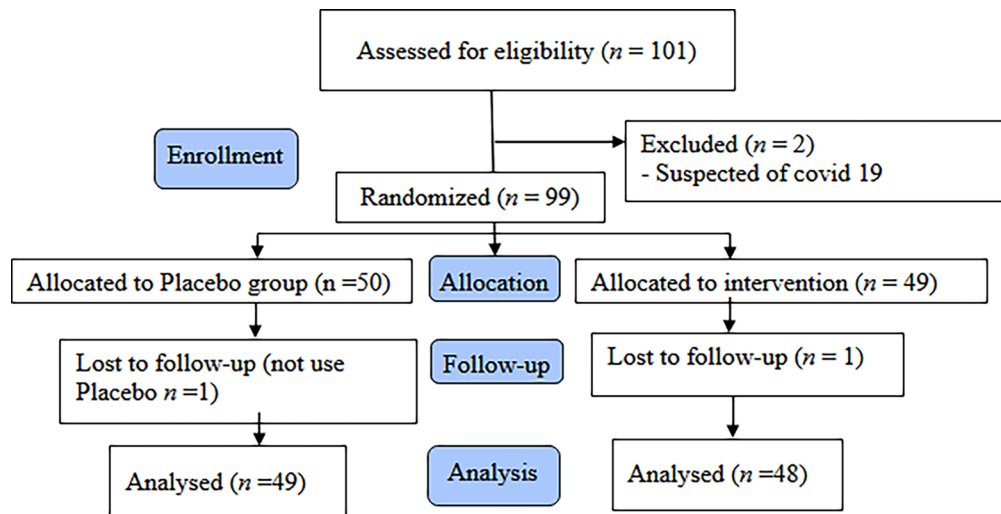 Assessed for eligibility (n = 101)
Enrollment
Excluded (n = 2)
- Suspected of covid 19
Randomized (n = 99)
Allocated to Placebo group (n =50)
Allocation
Allocated to intervention (n = 49)
Lost to follow-up (not use
Placebo n =1)
Follow-up
Lost to follow-up (n = 1)
Analysed (n =49)
Analysis
Analysed (n =48)